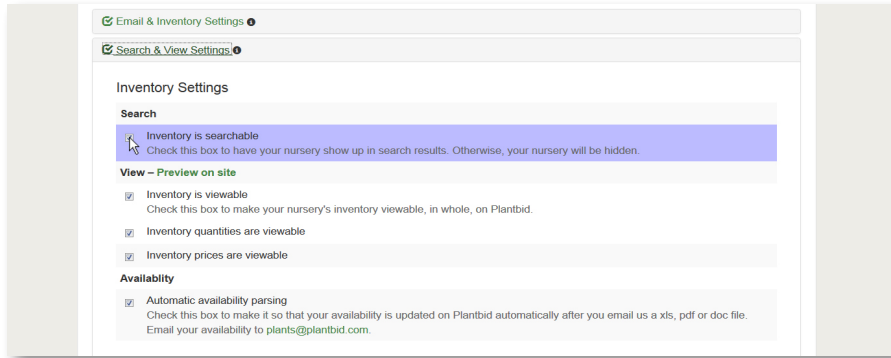 Email & Inventory Settings
Search & View Settings
Inventory Settings
Search
Inventory is searchable
Check this box to have your nursery show up in search results. Otherwise, your nursery will be hidden.
View – Preview on site
Inventory is viewable
Check this box to make your nursery's inventory viewable, in whole, on Plantbid.
Inventory quantities are viewable
Inventory prices are viewable
Availablity
Automatic availability parsing
Check this box to make it so that your availability is updated on Plantbid automatically after you email us a xls, pdf or doc file.
Email your availability to plants@plantbid.com.